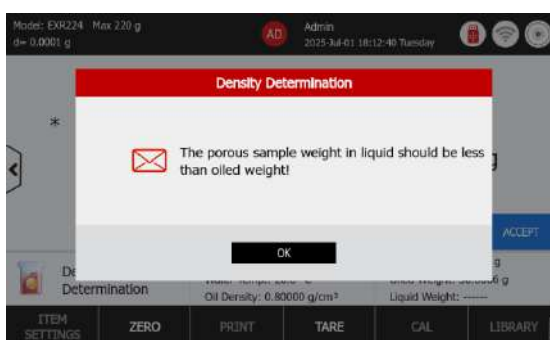 Model: EXR224 Max 220 g
d= 0.0001 g
AD
Admin
2025-Jul-01 18:12:40 Tuesday
Density Determination
*
The porous sample weight in liquid should be less
than oiled weight!
g
OK
ACCEPT
De
Determination
g
Oil Density: 0.80000 g/cm³
Liquid Weight: ------
ITEM
SETTINGS
ZERO
PRINT
TARE
CAL
LIBRARY